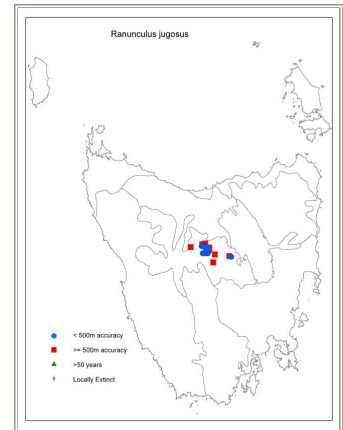 Ranunculus jugosus
< 500m accuracy
>= 500m accuracy
>50 years
Locally Extinct